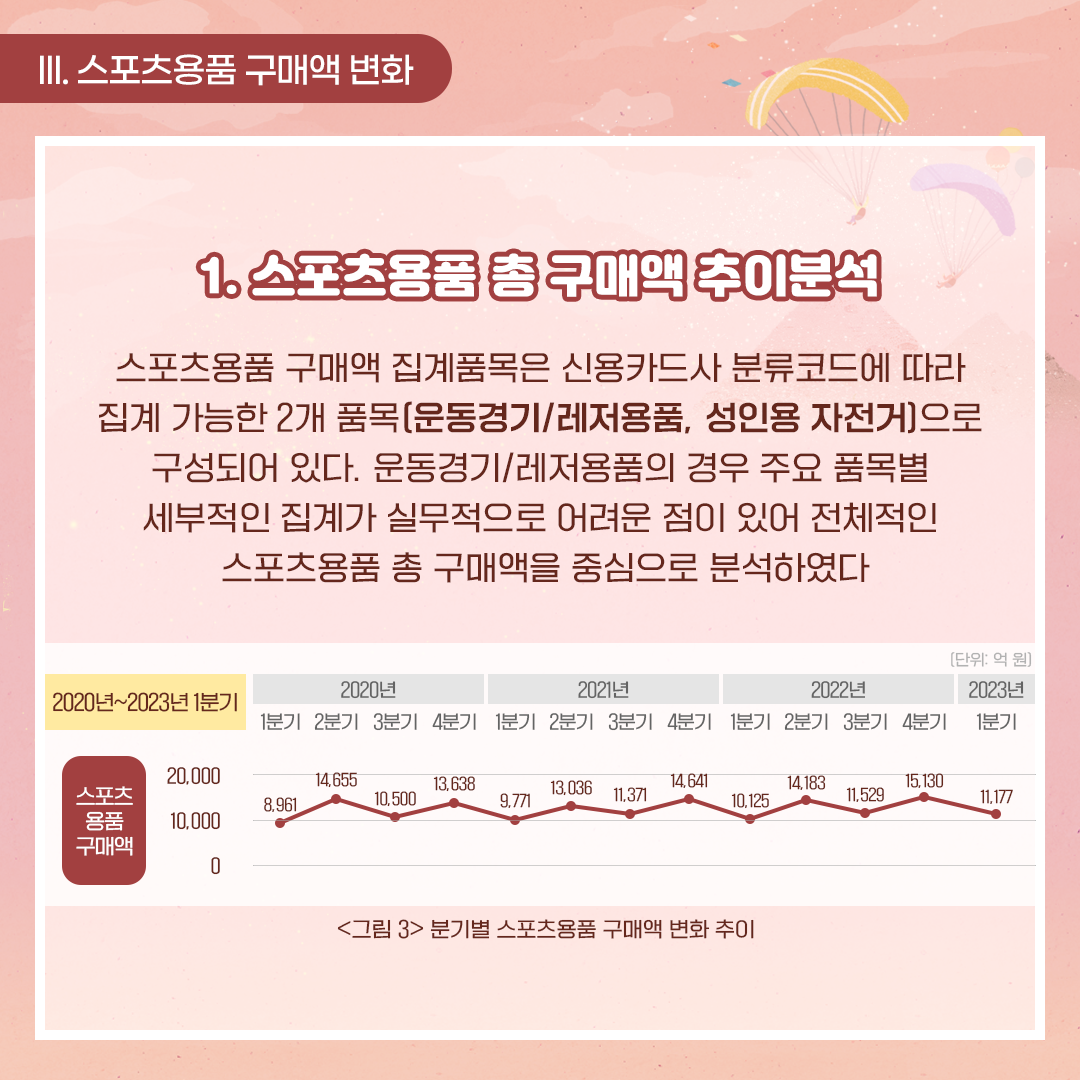 III. 스포츠용품 구매액 변화
1. 스포츠용품 총 구매액 추이분석
스포츠용품 구매액 집계품목은 신용카드사 분류코드에 따라
집계 가능한 2개 품목(운동경기/레저용품, 성인용 자전거)으로
구성되어 있다. 운동경기/레저용품의 경우 주요 품목별
세부적인 집계가 실무적으로 어려운 점이 있어 전체적인
스포츠용품 총 구매액을 중심으로 분석하였다
(단위: 억 원)
2020년~2023년 1분기
2020년 2021년 2022년 2023년
1분기 2분기 3분기 4분기 1분기 2분기 3분기 4분기 1분기 2분기 3분기 4분기 1분기
스포츠
용품
구매액
20,000
10,000
0
8,961 14,655 10,500 13,638 9,771 13,036 11,371 14,641 10,125 14,183 11,529 15,130 11,177
<그림 3> 분기별 스포츠용품 구매액 변화 추이